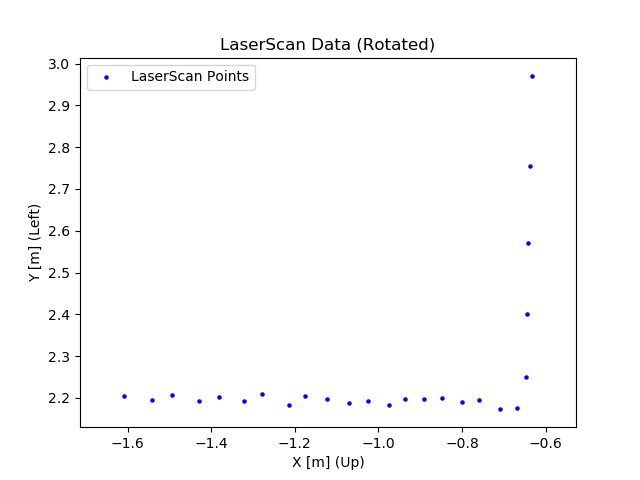 LaserScan Data (Rotated)
LaserScan Points
3.0
2.9
2.8
2.7
2.6
2.5
2.4
2.3
2.2
Y [m] (Left)
−1.6 −1.4 −1.2 −1.0 −0.8 −0.6
X [m] (Up)